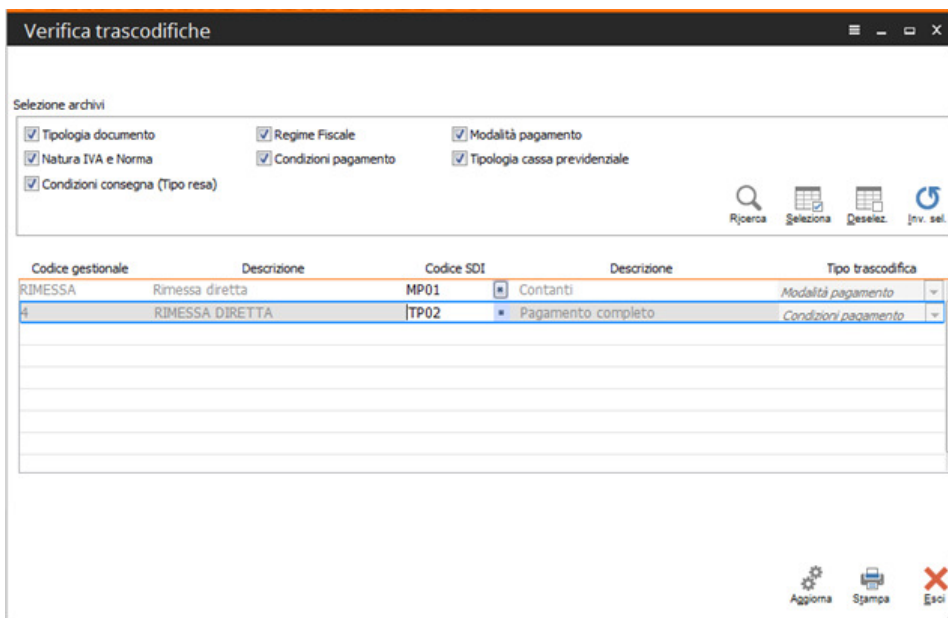 Verifica trascodifiche
Selezione archivi
Tipologia documento Regime Fiscale Modalità pagamento
Natura IVA e Norma Condizioni pagamento Tipologia cassa previdenziale
Condizioni consegna (Tipo resa)
Ricerca Seleziona Deselez. Inv. sel.
Codice gestionale Descrizione Codice SDI Descrizione Tipo trascodifica
RIMESSA Rimessa diretta MP01 Contanti Modalità pagamento
4 RIMESSA DIRETTA TP02 Pagamento completo Condizioni pagamento
Aggiorna Stampa Esci